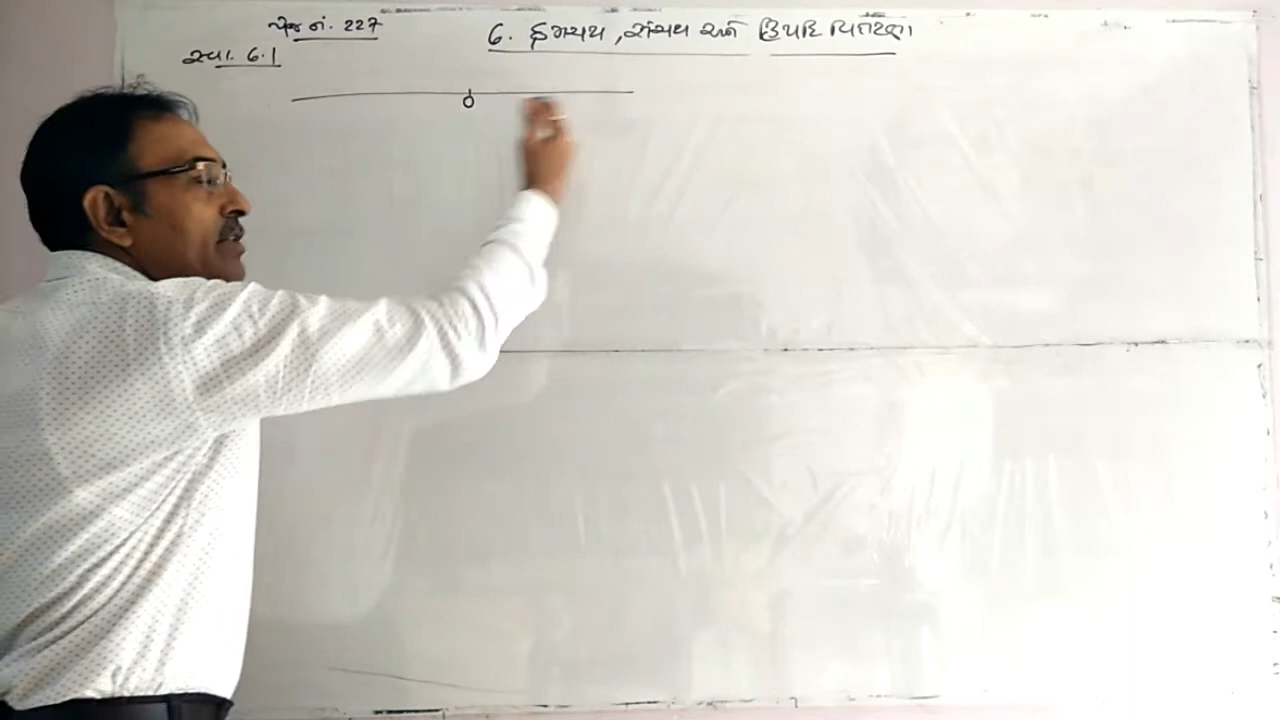 પેજ નં. 227
6. ક્રમચય, સંચય અને દ્વિપદિ વિતરણ
સ્વા. 6.1
0